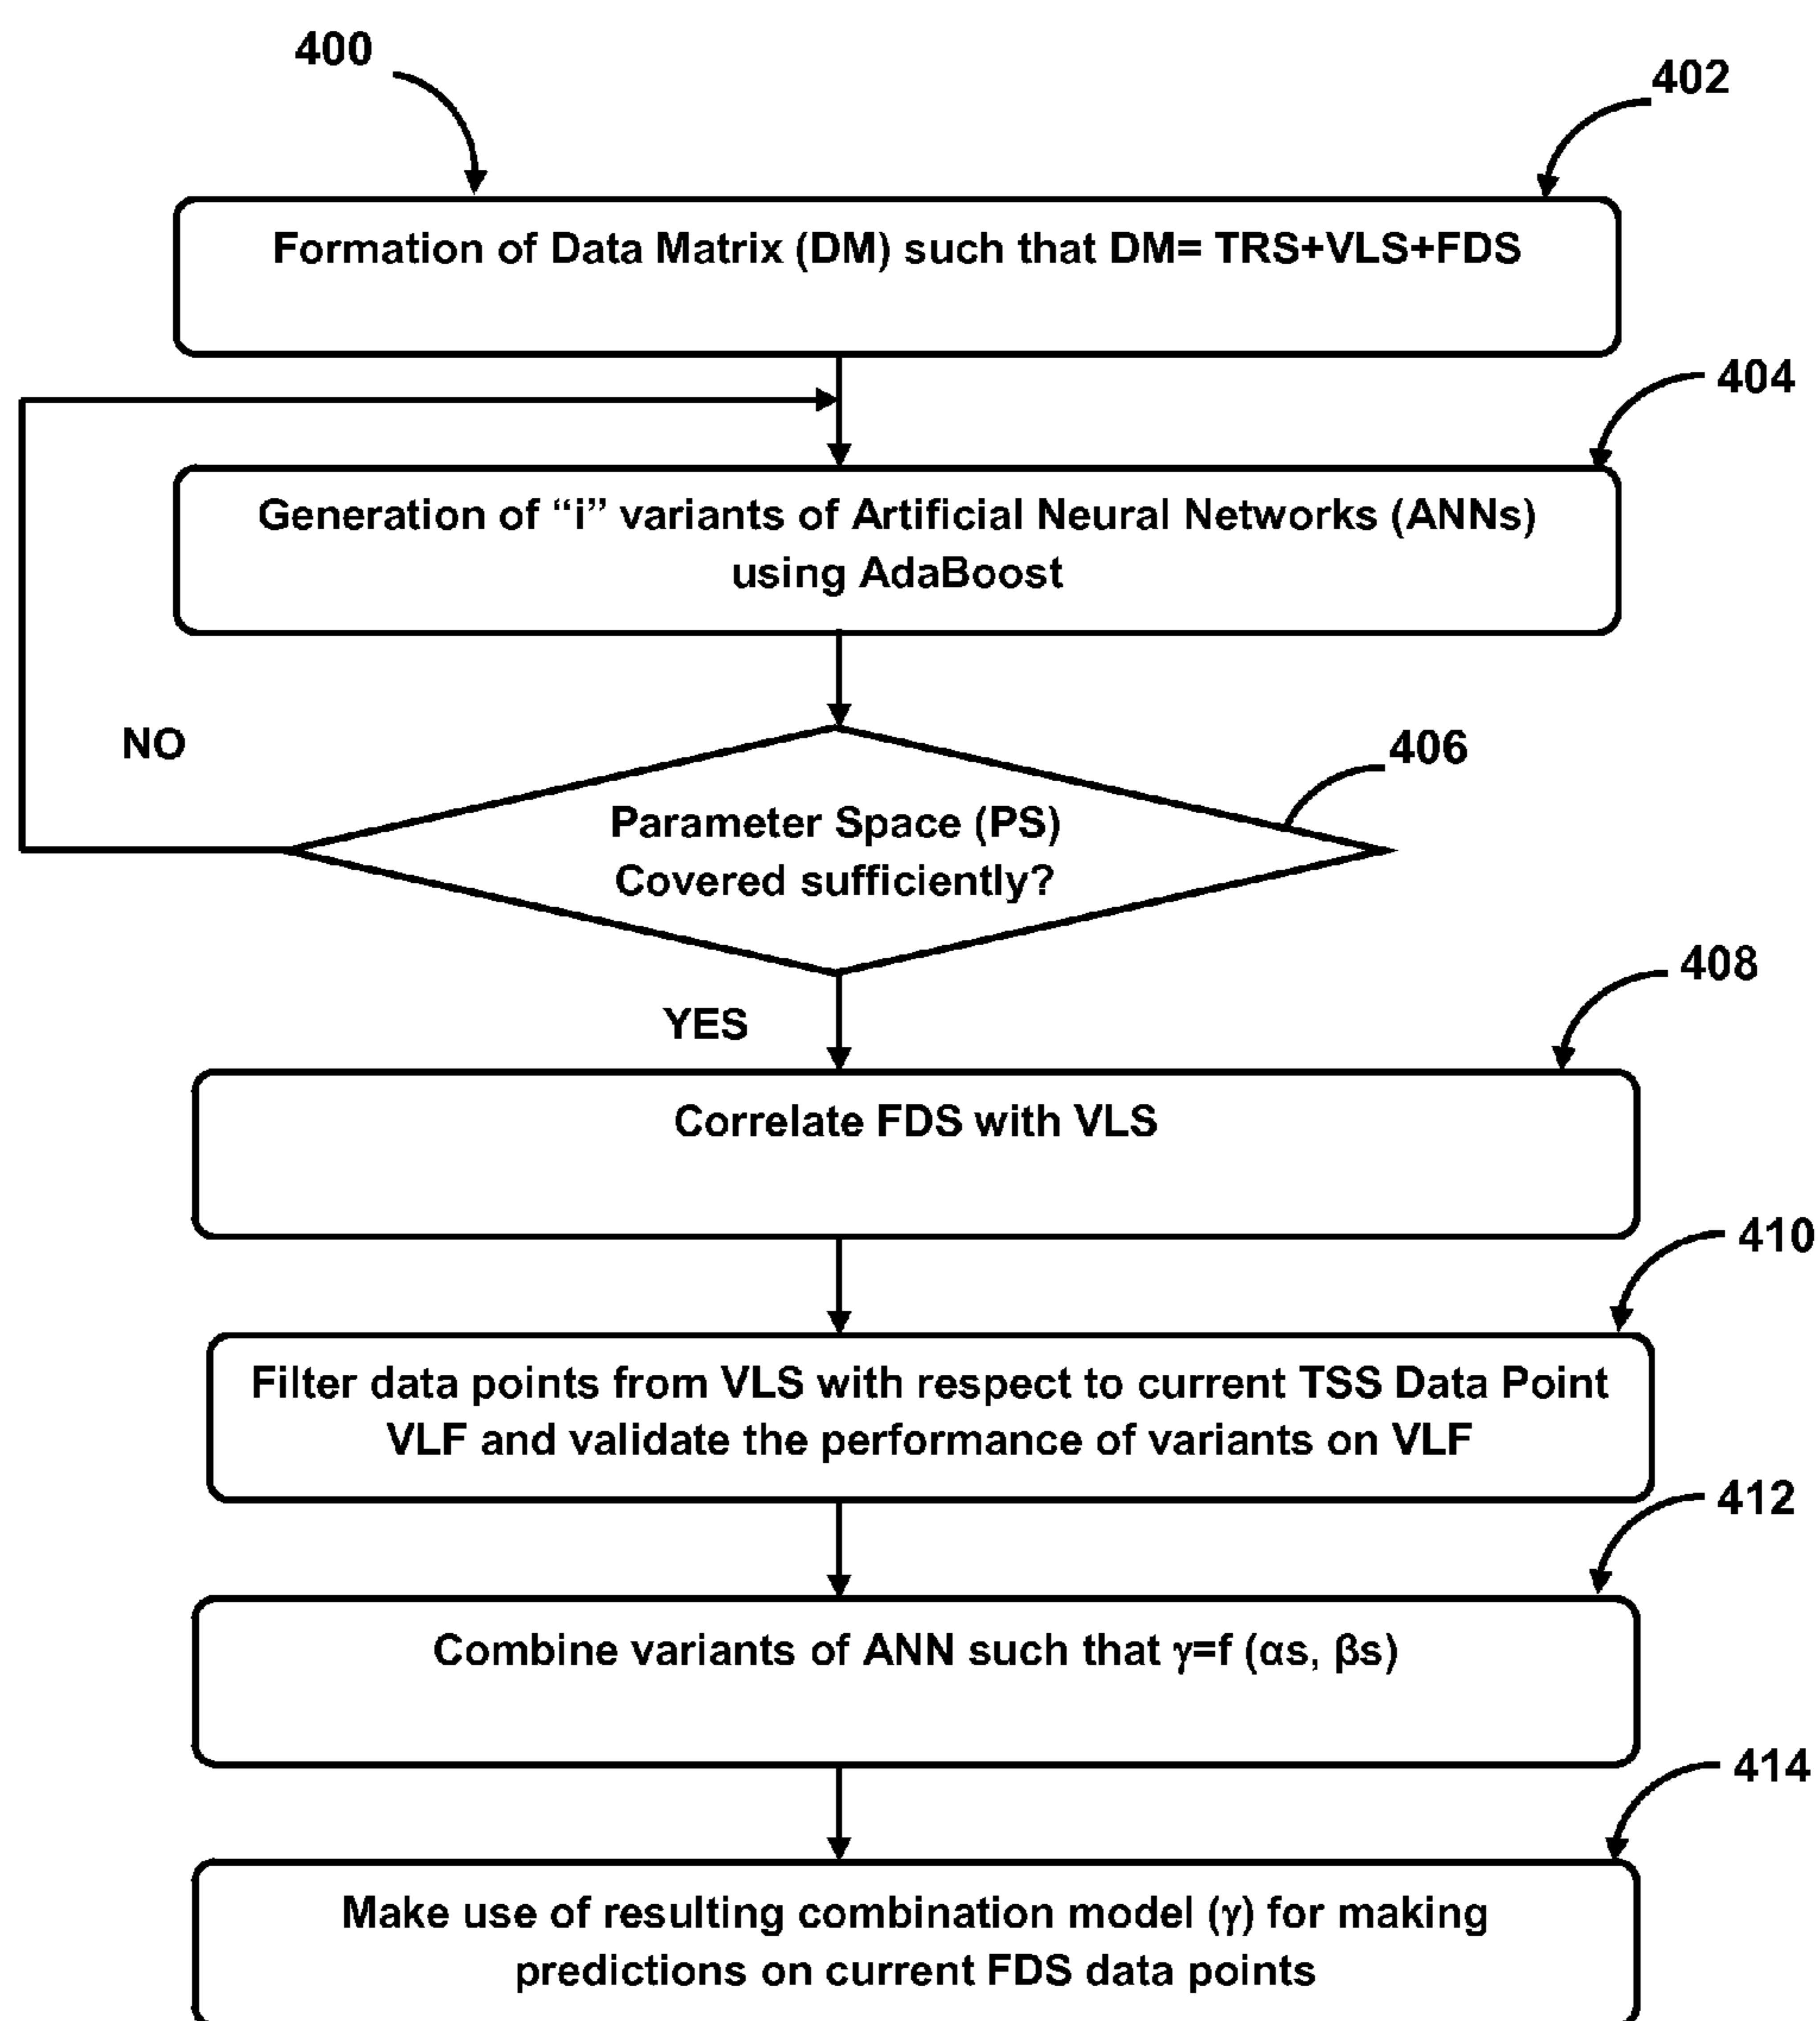 400
402
Formation of Data Matrix (DM) such that DM= TRS+VLS+FDS
404
Generation of “i” variants of Artificial Neural Networks (ANNs)
using AdaBoost
NO
406
Parameter Space (PS)
Covered sufficiently?
408
YES
Correlate FDS with VLS
410
Filter data points from VLS with respect to current TSS Data Point
VLF and validate the performance of variants on VLF
412
Combine variants of ANN such that γ=f (αs, βs)
414
Make use of resulting combination model (γ) for making
predictions on current FDS data points